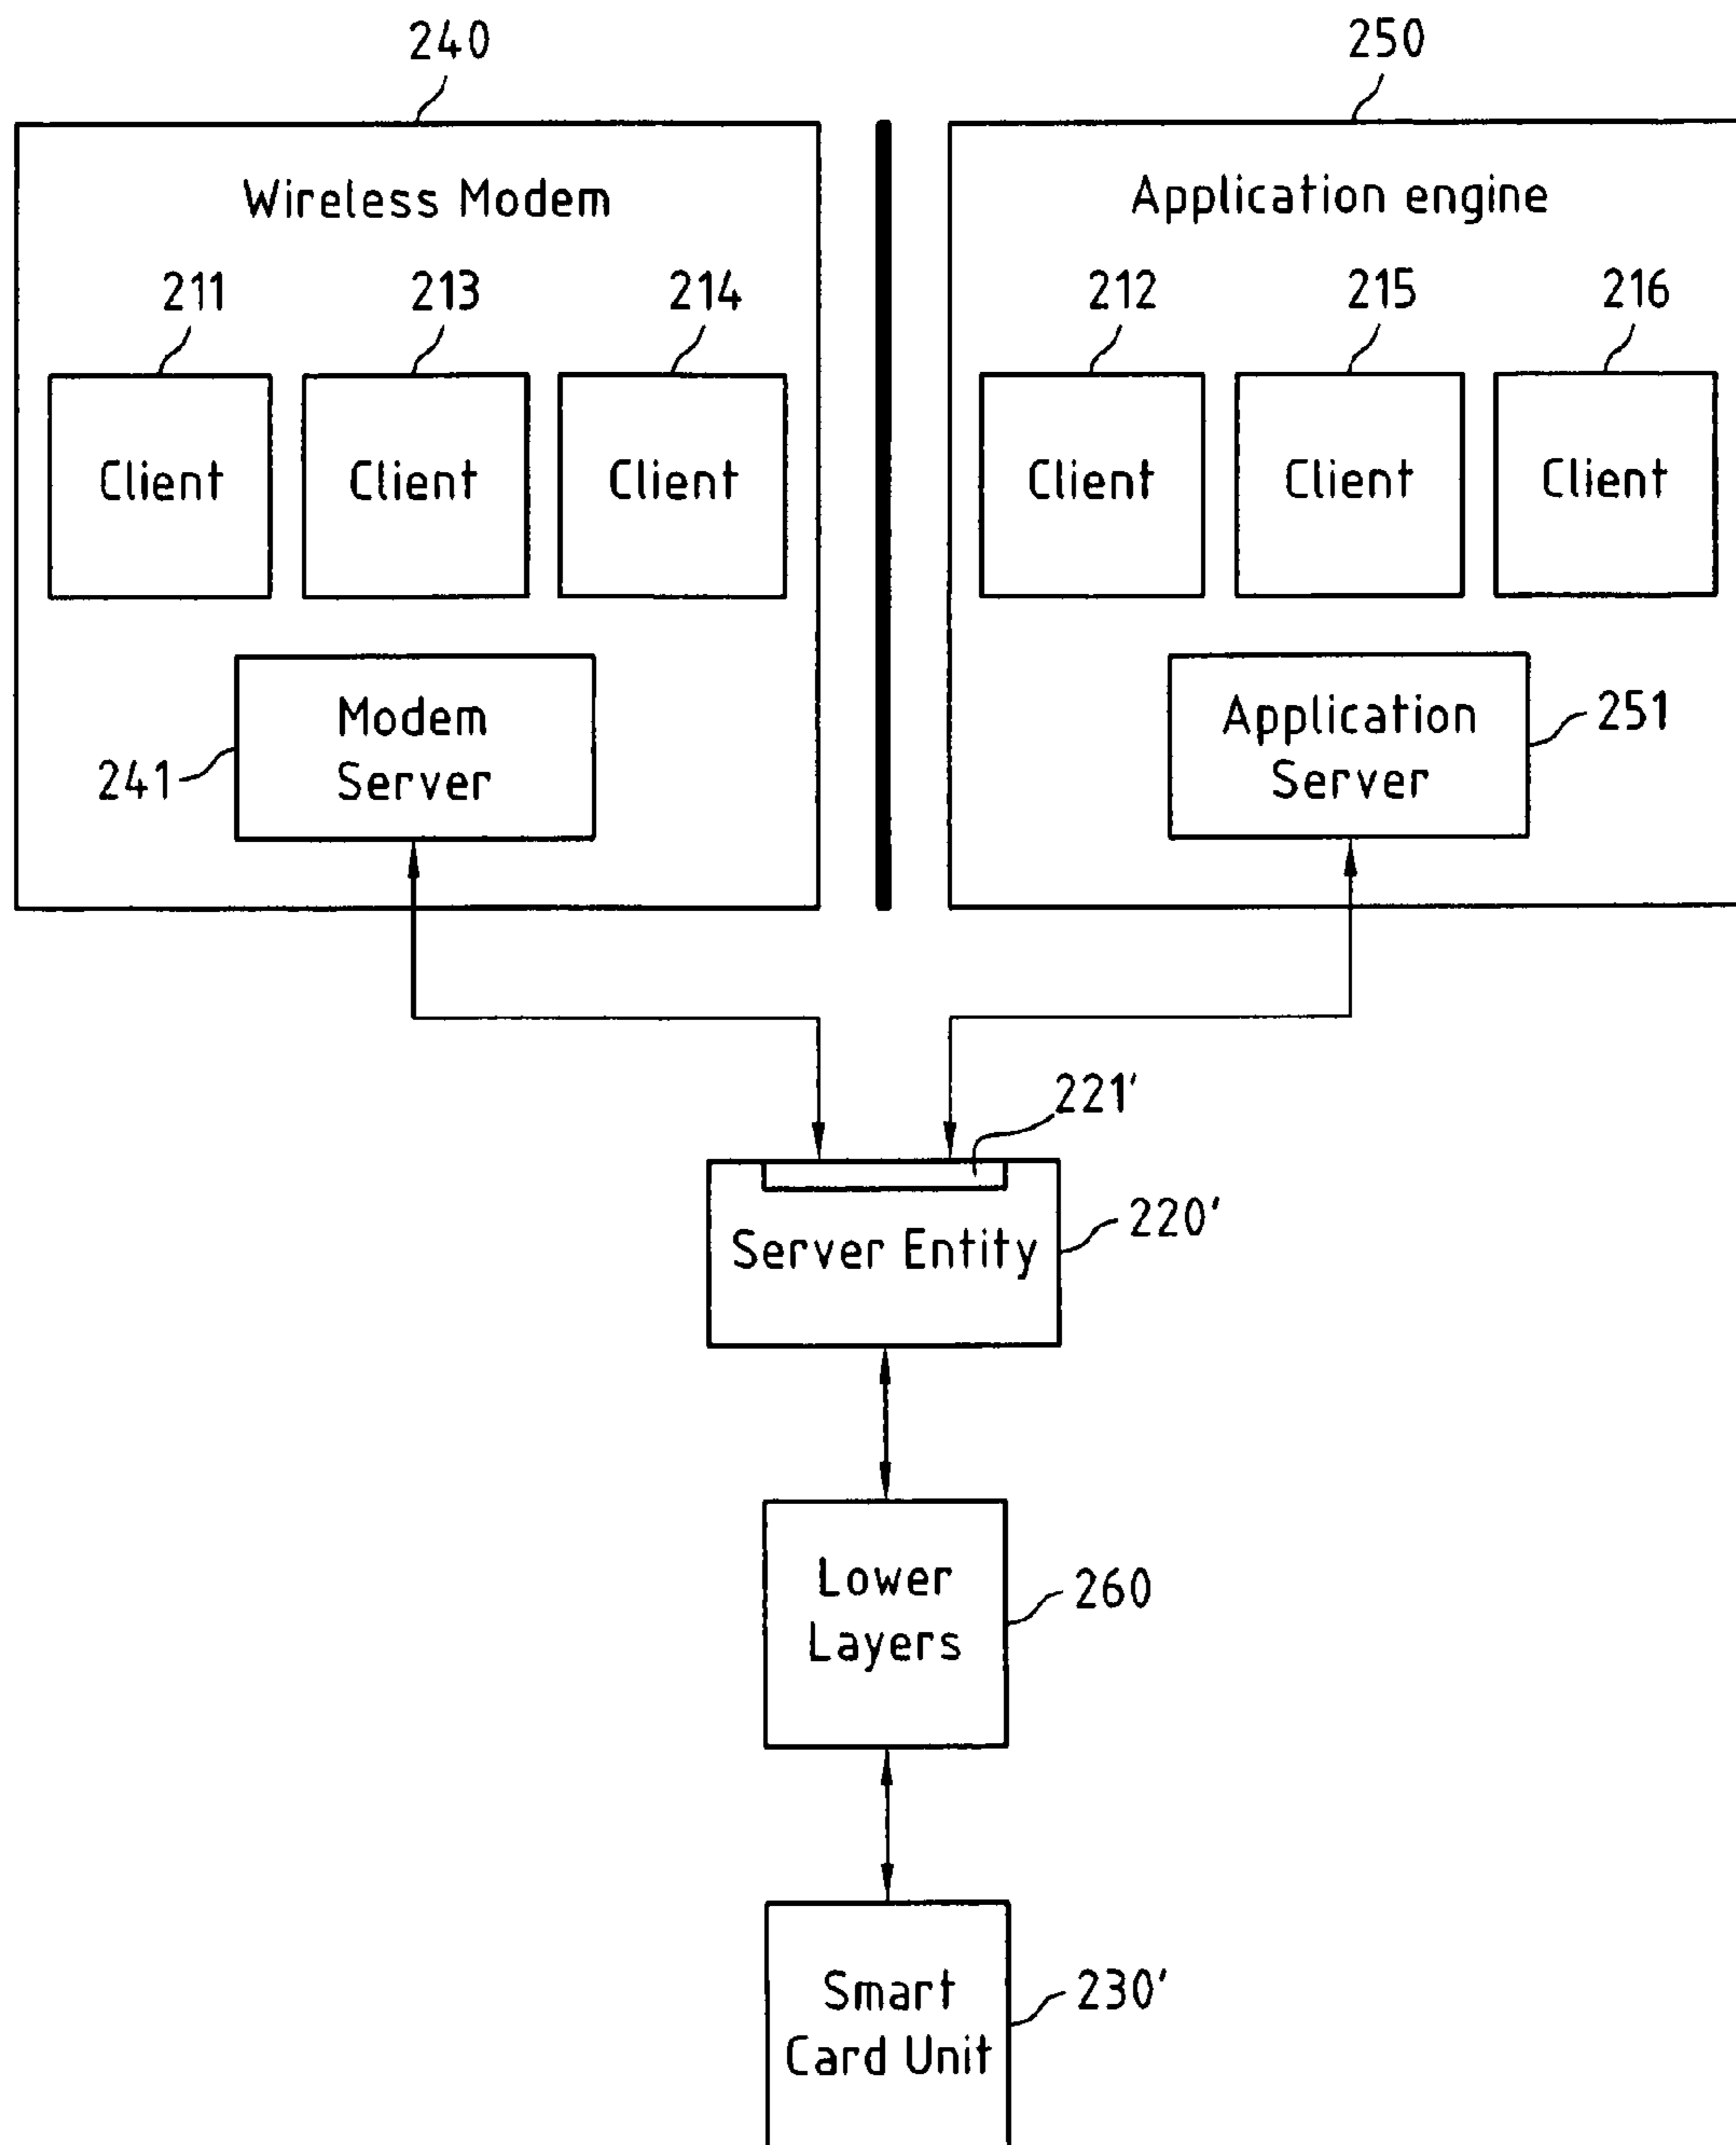 240
250
Wireless Modem
Application engine
211
213
214
212
215
216
Client
Client
Client
Client
Client
Client
Modem
Server
241
Application
Server
251
221'
220'
Server Entity
Lower
Layers
260
Smart
Card Unit
230'